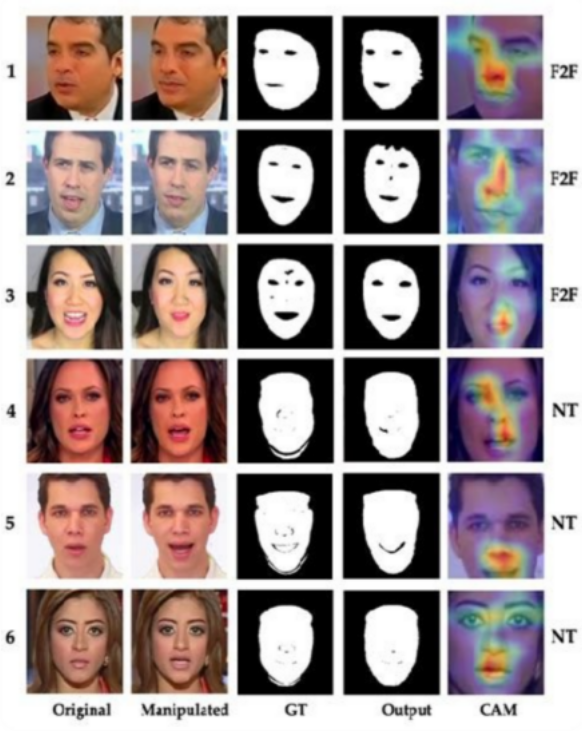 1 F2F
2 F2F
3 F2F
4 NT
5 NT
6 NT
Original Manipulated GT Output CAM